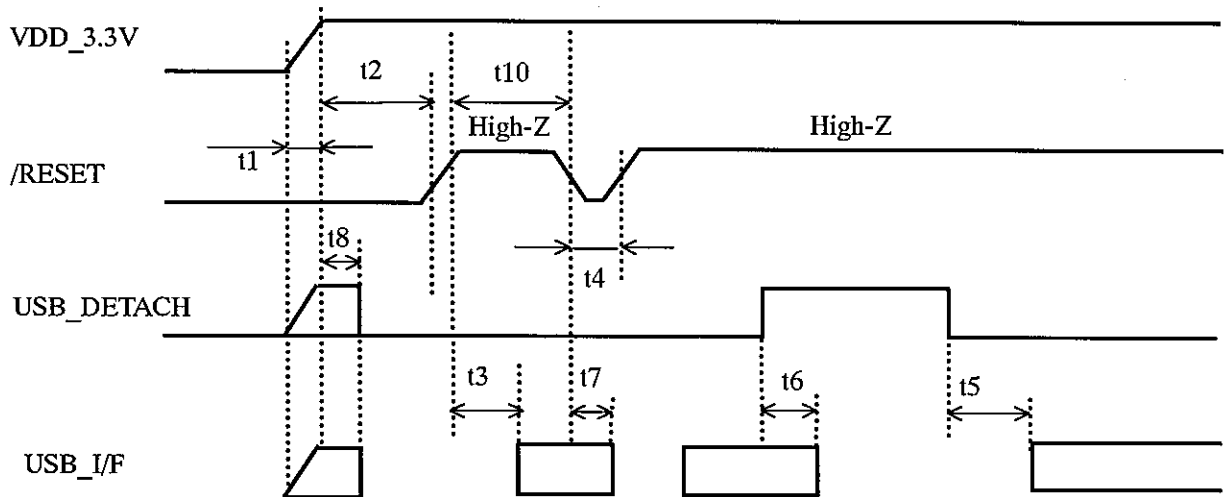 VDD_3.3V
t2
t10
High-Z
High-Z
t1
/RESET
t8
t4
USB_DETACH
t3
t7
t6
t5
USB_I/F